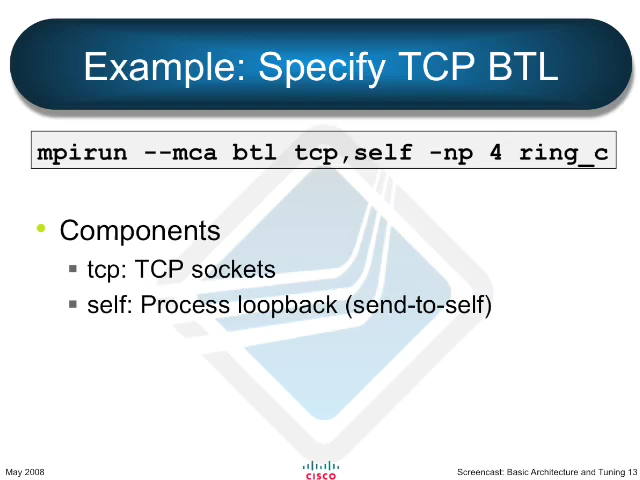 Example: Specify TCP BTL
mpirun --mca btl tcp,self -np 4 ring_c
• Components
▪ tcp: TCP sockets
▪ self: Process loopback (send-to-self)
May 2008
CISCO
Screencast: Basic Architecture and Tuning 13